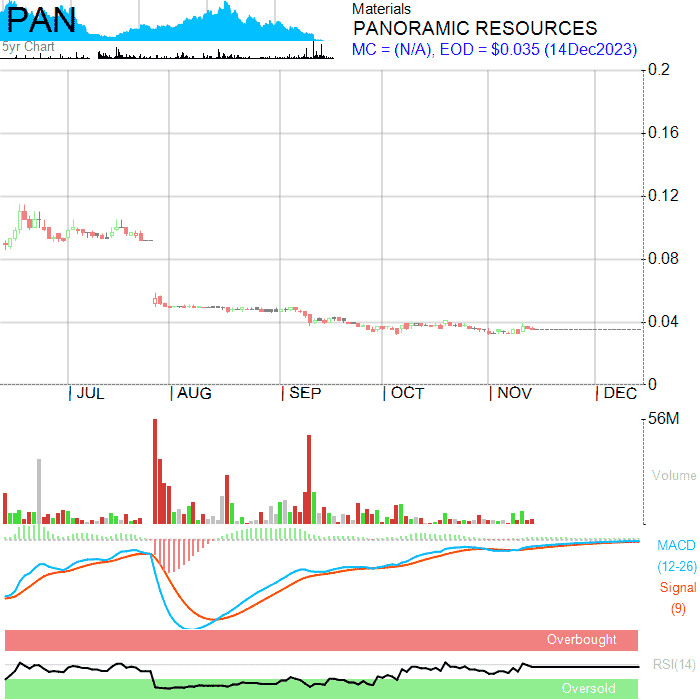 PAN
5yr Chart
Materials
PANORAMIC RESOURCES
MC = (N/A), EOD = $0.035 (14Dec2023)
0.2
0.16
0.12
0.08
0.04
0
JUL AUG SEP OCT NOV DEC
56M
Volume
MACD
(12-26)
Signal
(9)
Overbought
RSI(14)
Oversold